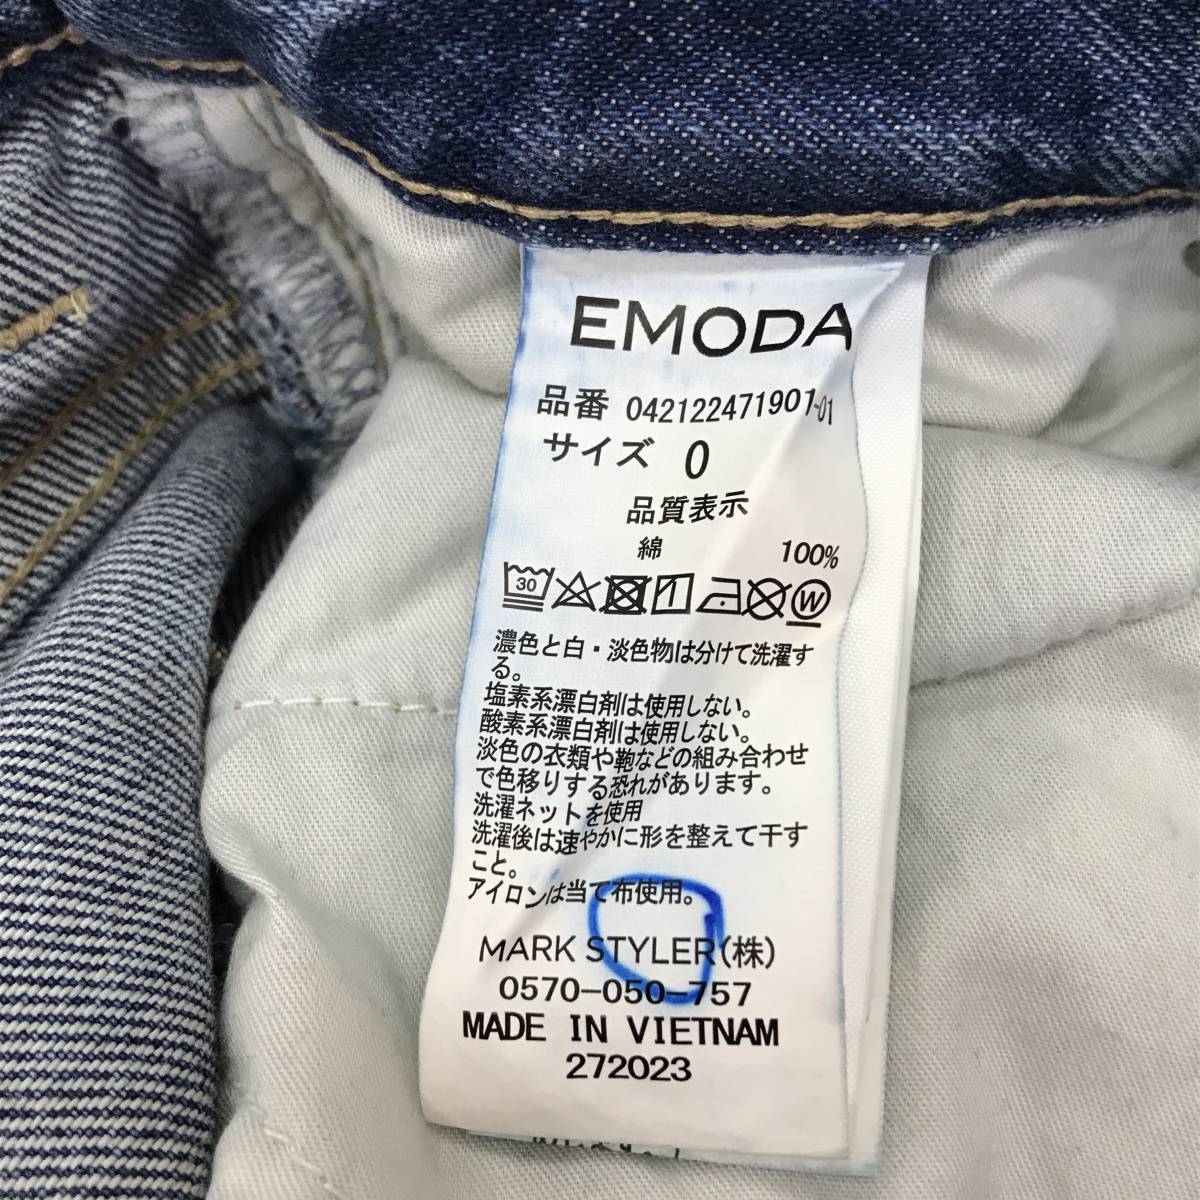 EMODA
品番 042122471901-01
サイズ 0
品質表示
綿 100%
30 1 W
濃色と白・淡色物は分けて洗濯す
る。
塩素系漂白剤は使用しない。
酸素系漂白剤は使用しない。
淡色の衣類や鞄などの組み合わせ
で色移りする恐れがあります。
洗濯ネットを使用
洗濯後は速やかに形を整えて干す
こと。
アイロンは当て布使用。
MARK STYLER(株)
0570-050-757
MADE IN VIETNAM
272023